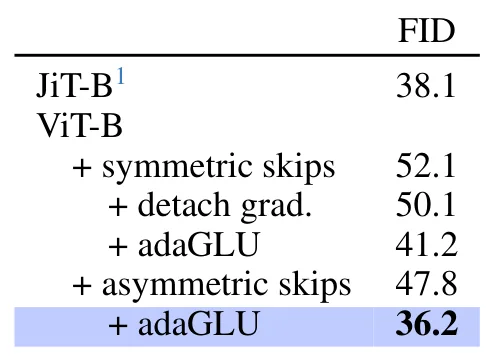 FID
JiT-B1 38.1
ViT-B
+ symmetric skips 52.1
+ detach grad. 50.1
+ adaGLU 41.2
+ asymmetric skips 47.8
+ adaGLU 36.2